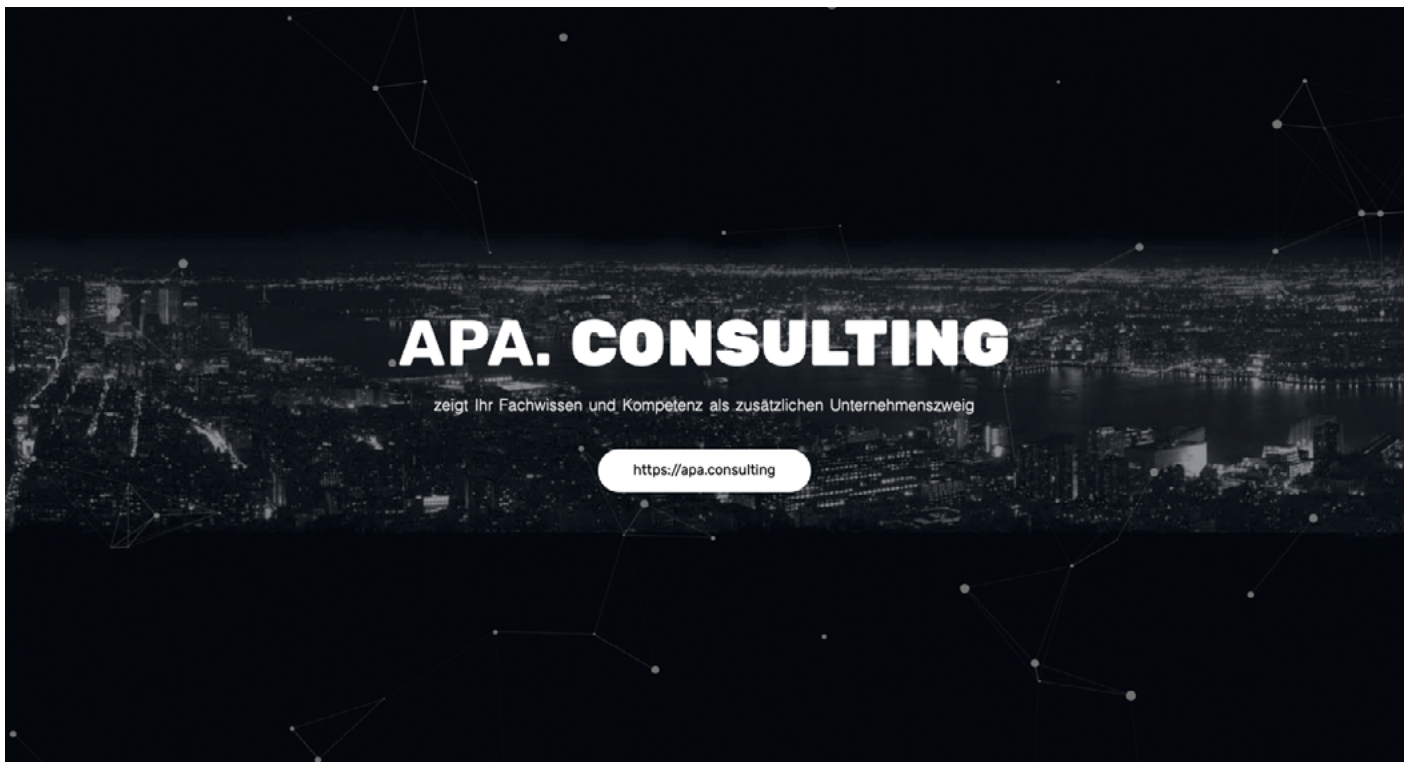 APA. CONSULTING
zeigt Ihr Fachwissen und Kompetenz als zusätzlichen Unternehmenszweig
https://apa.consulting